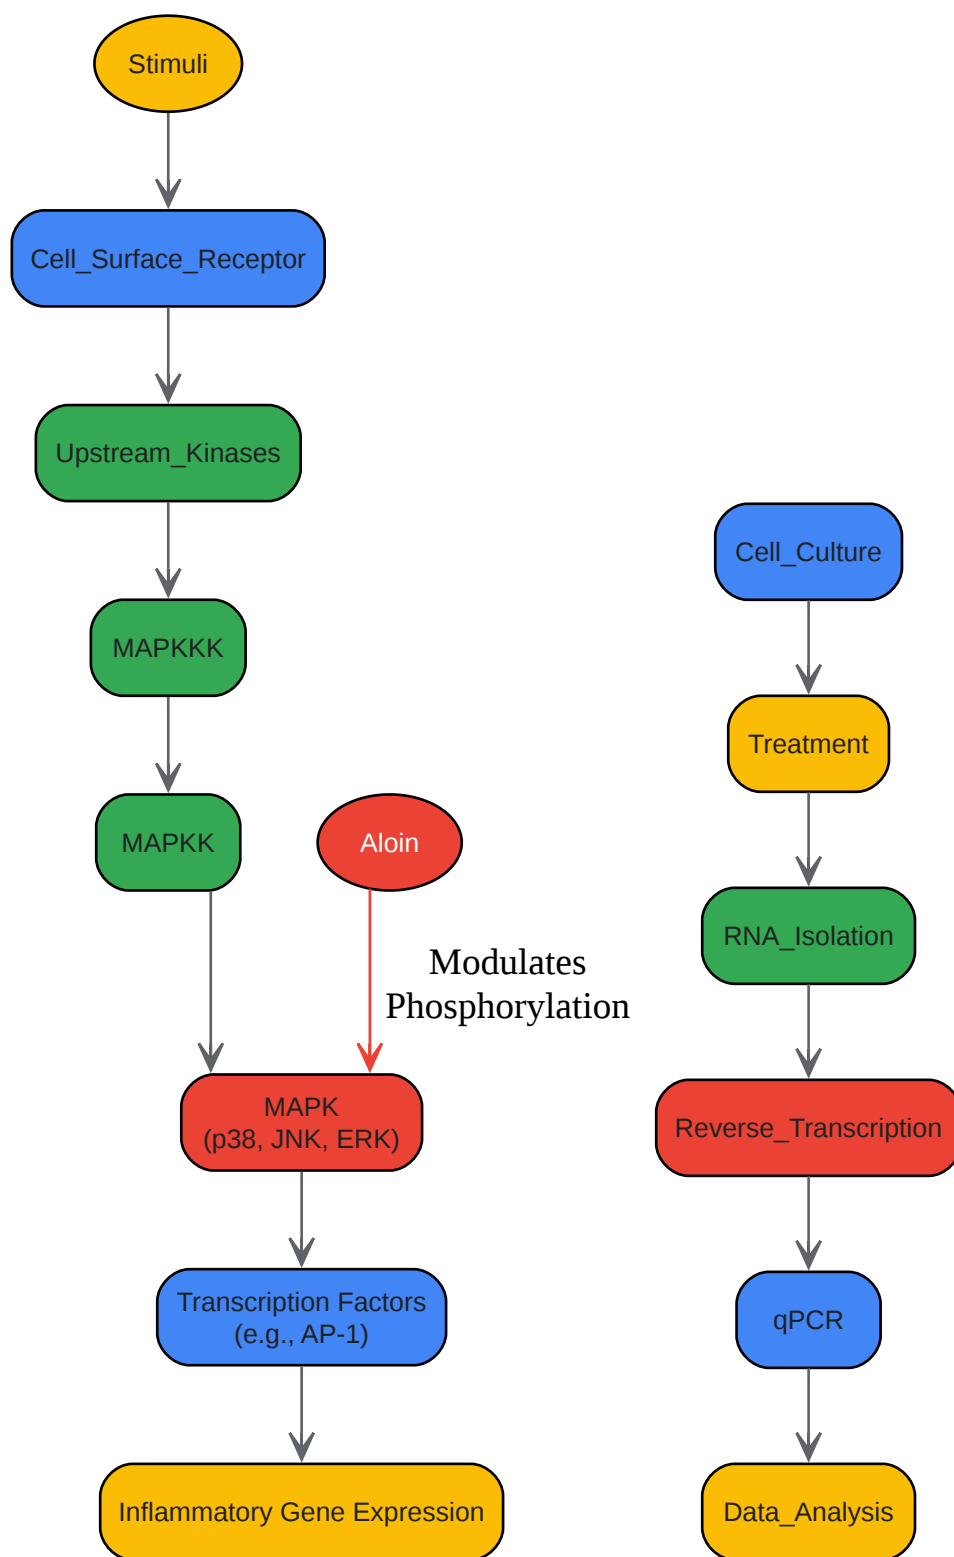 Stimuli
Cell_Surface_Receptor
Upstream_Kinases
MAPKKK
MAPKK
Aloin
Modulates
Phosphorylation
MAPK
(p38, JNK, ERK)
Transcription Factors
(e.g., AP-1)
Inflammatory Gene Expression
Cell_Culture
Treatment
RNA_Isolation
Reverse_Transcription
qPCR
Data_Analysis